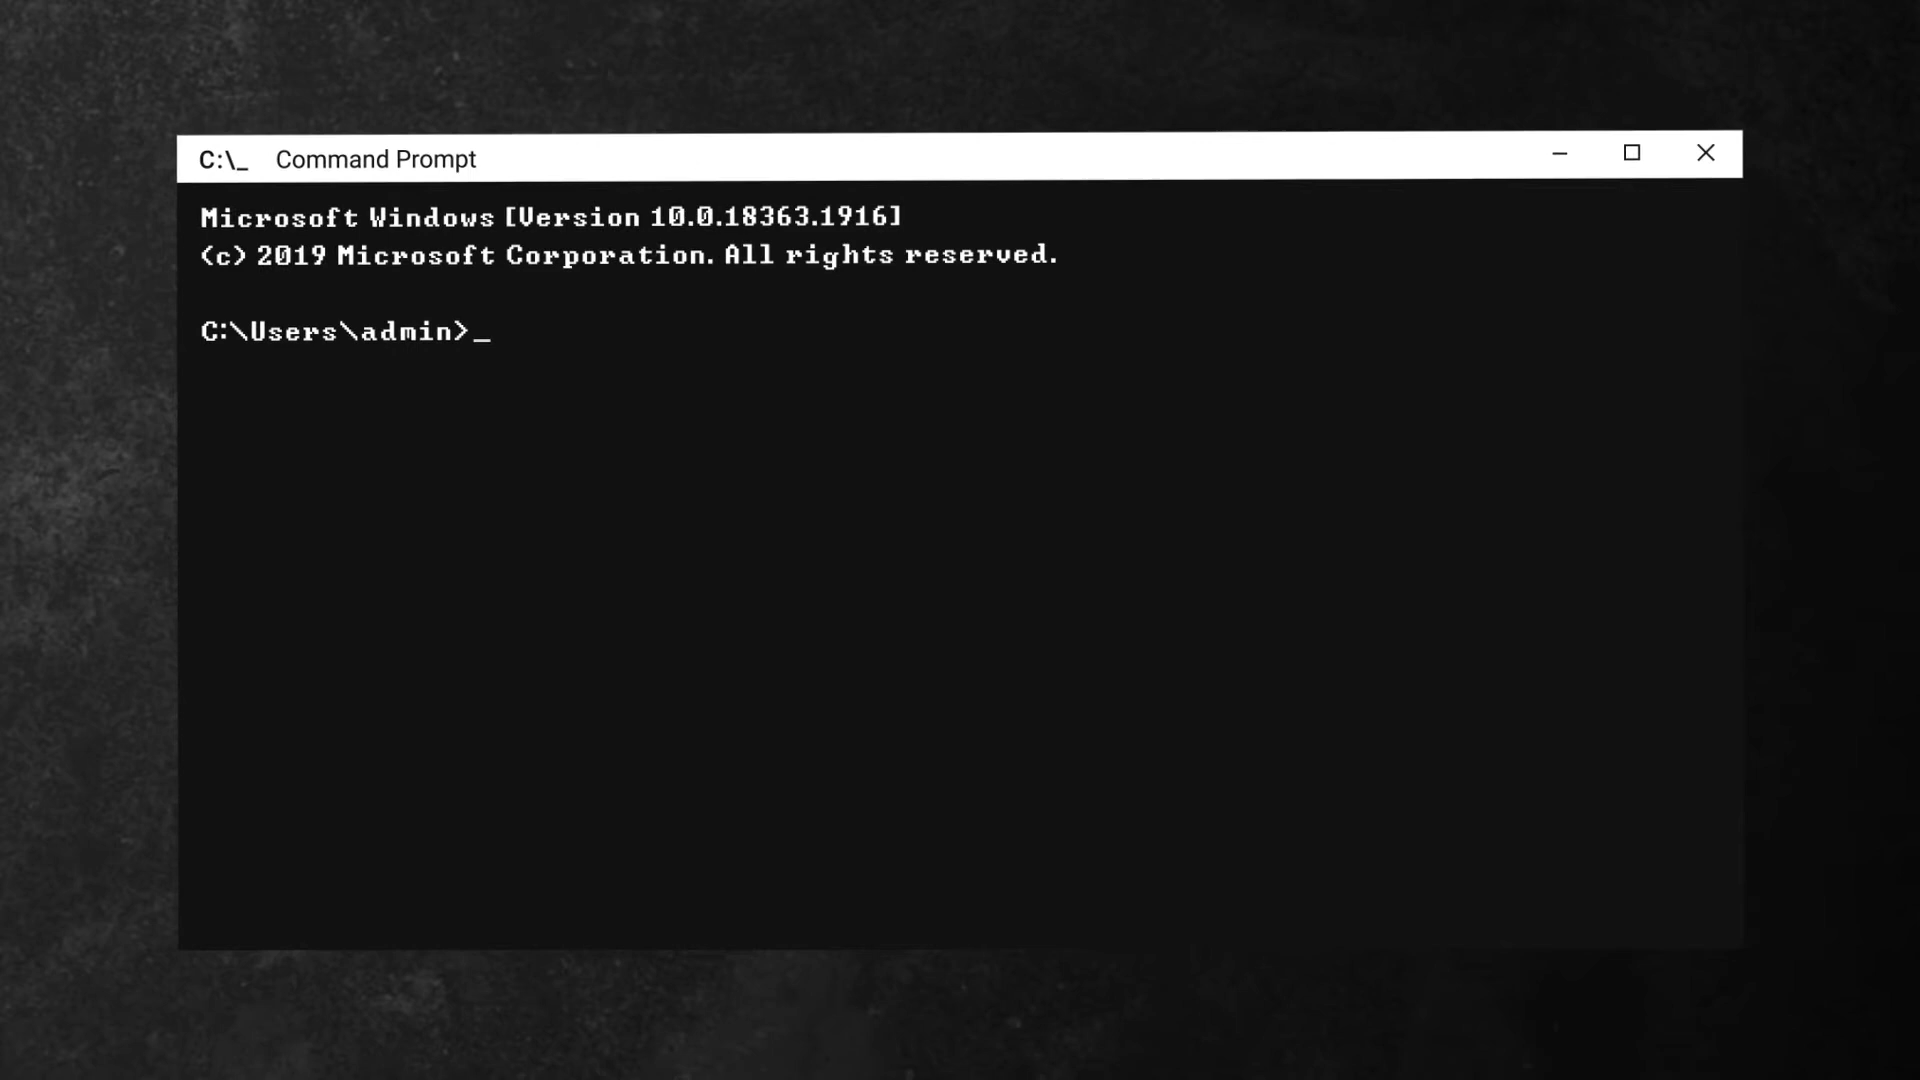 C:\_ Command Prompt
Microsoft Windows [Version 10.0.18363.1916]
(c) 2019 Microsoft Corporation. All rights reserved.
C:\Users\admin>_